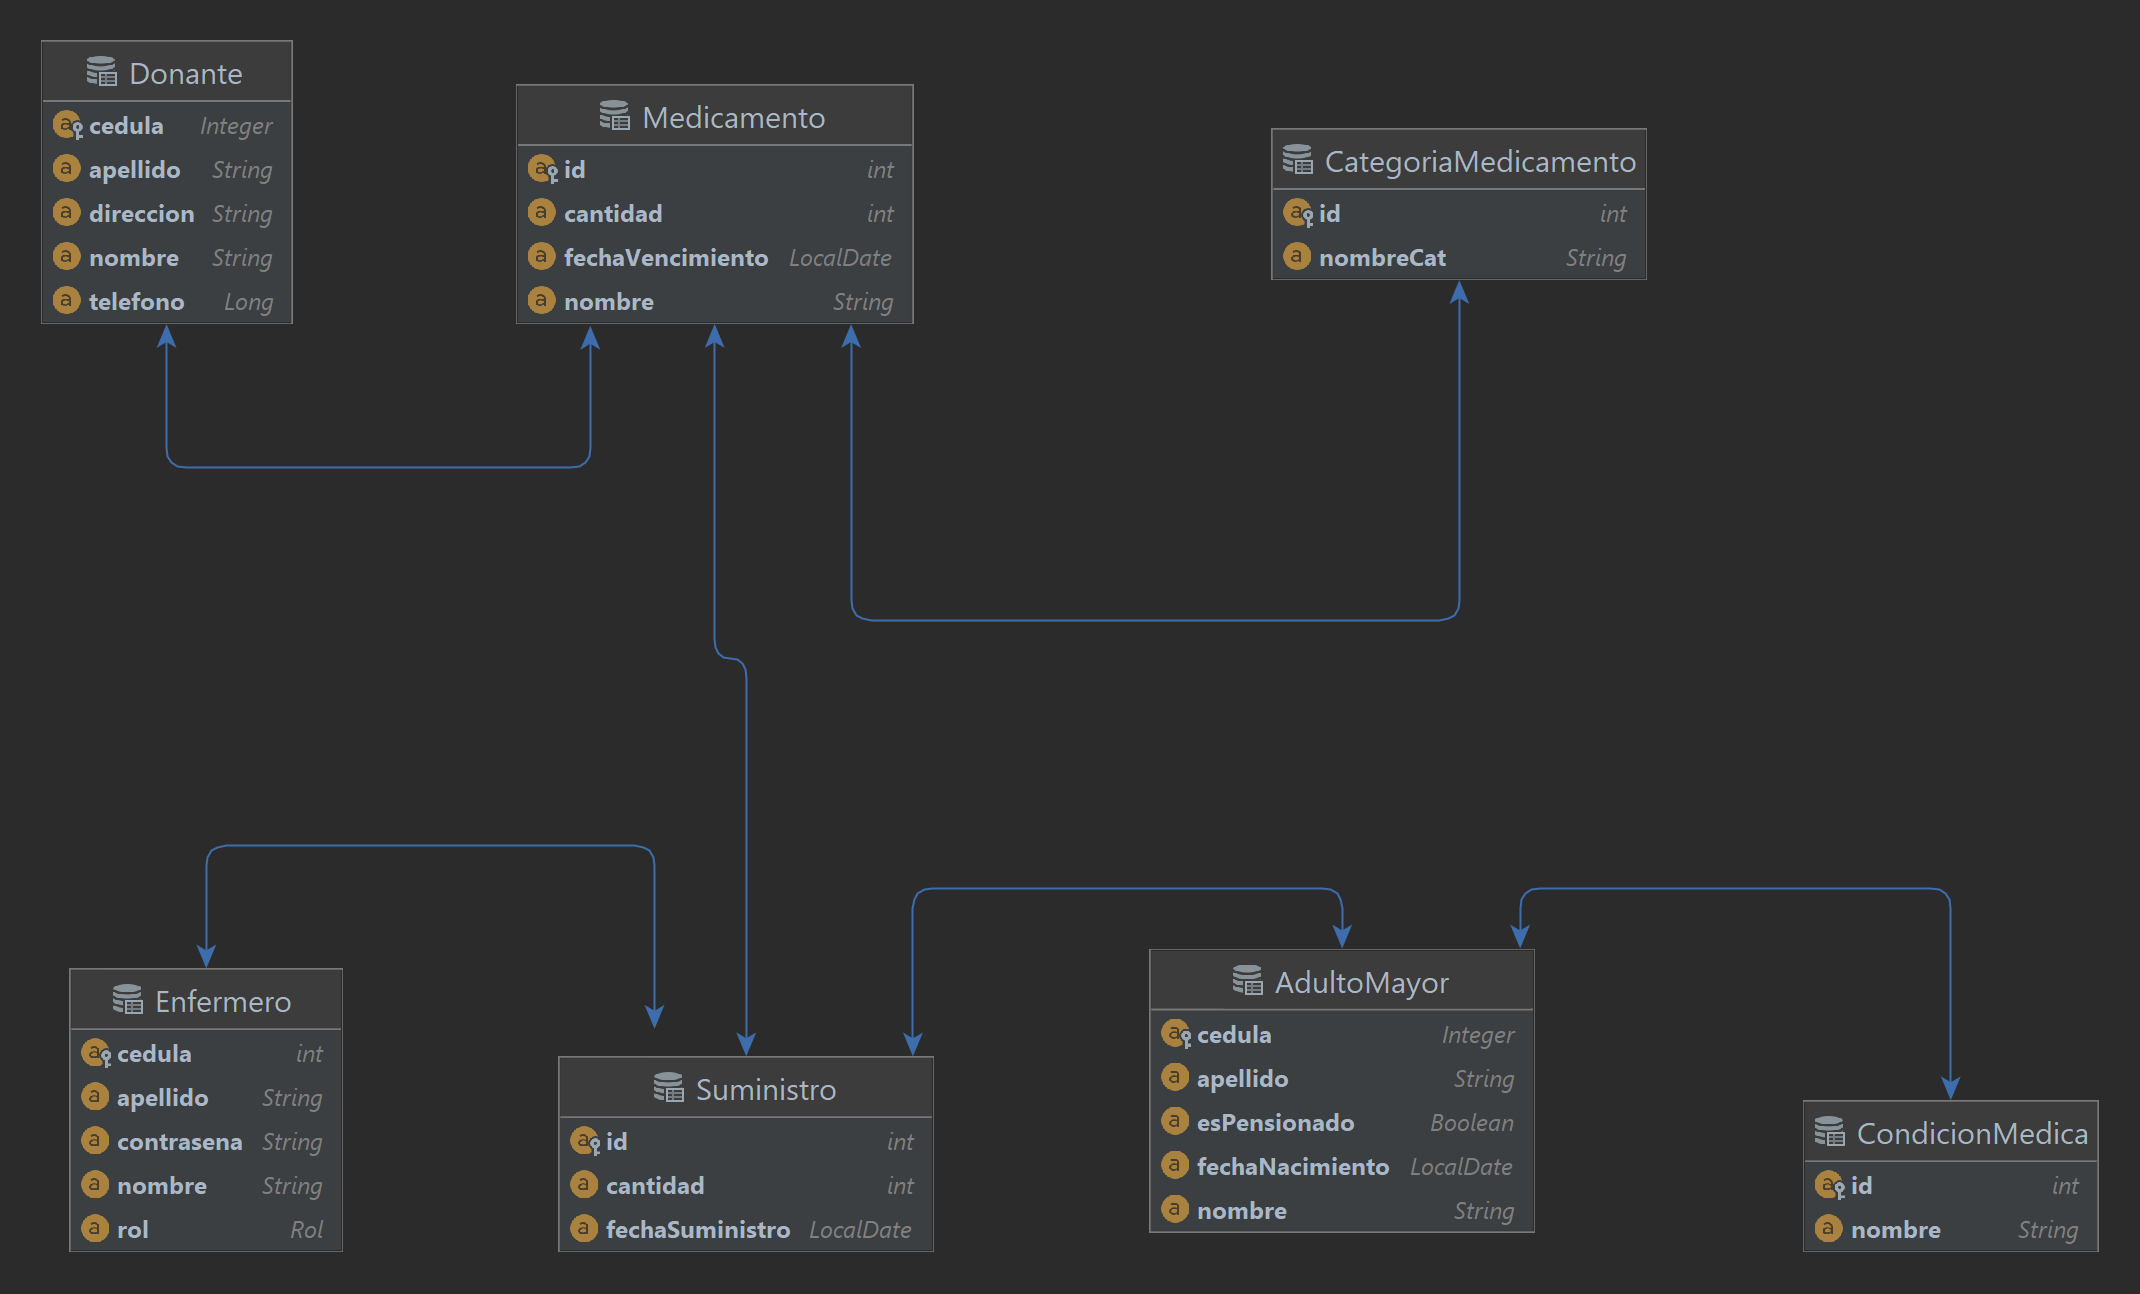 Donante
cedula Integer
apellido String
direccion String
nombre String
telefono Long
Medicamento
id int
cantidad int
fechaVencimiento LocalDate
nombre String
CategoriaMedicamento
id int
nombreCat String
Enfermero
cedula int
apellido String
contrasena String
nombre String
rol Rol
Suministro
id int
cantidad int
fechaSuministro LocalDate
AdultoMayor
cedula Integer
apellido String
esPensionado Boolean
fechaNacimiento LocalDate
nombre String
CondicionMedica
id int
nombre String